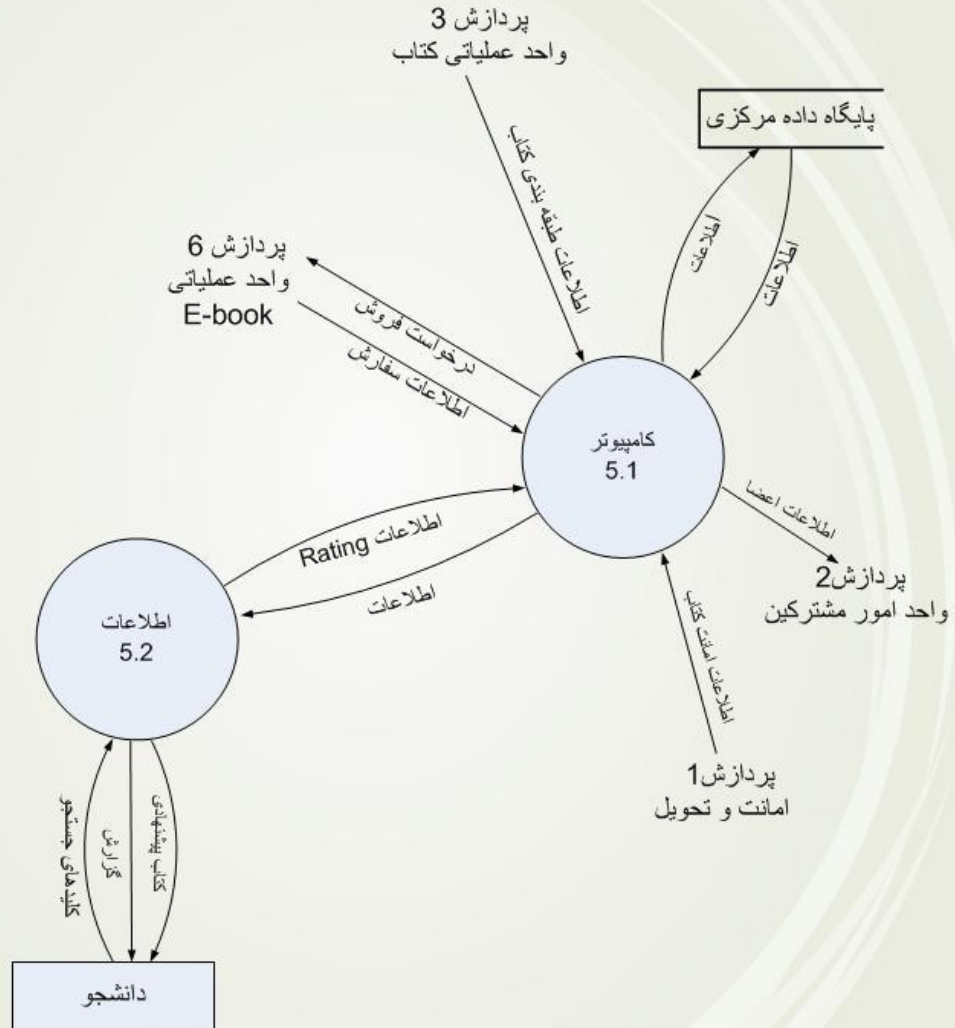 پردازش 3
واحد عملیاتی کتاب
پایگاه داده مرکزی
اطلاعات طبقه بندی کتاب
اطلاعات
اطلاعات
پردازش 6
واحد عملیاتی
E-book
درخواست فروش
اطلاعات سفارش
کامپیوتر
5.1
اطلاعات Rating
اطلاعات
اطلاعات اعضا
پردازش2
واحد امور مشترکین
اطلاعات امانت کتاب
پردازش1
امانت و تحویل
اطلاعات
5.2
کلیدهای جستجو
گزارش
کتاب پیشنهادی
دانشجو